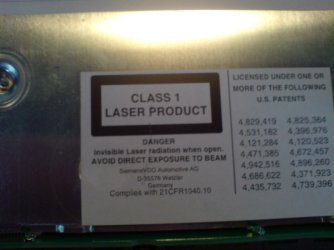 CLASS 1
LASER PRODUCT
DANGER
Invisible Laser radiation when open.
AVOID DIRECT EXPOSURE TO BEAM
SiemensVDO Automotive AG
D-35576 Wetzlar
Germany
Complies with 21CFR1040.10
LICENSED UNDER ONE OR
MORE OF THE FOLLOWING
U.S. PATENTS
4,829,419 4,825,364
4,531,182 4,396,976
4,121,284 4,120,523
4,471,385 4,672,457
4,942,516 4,896,260
4,686,622 4,371,923
4,435,732 4,739,396